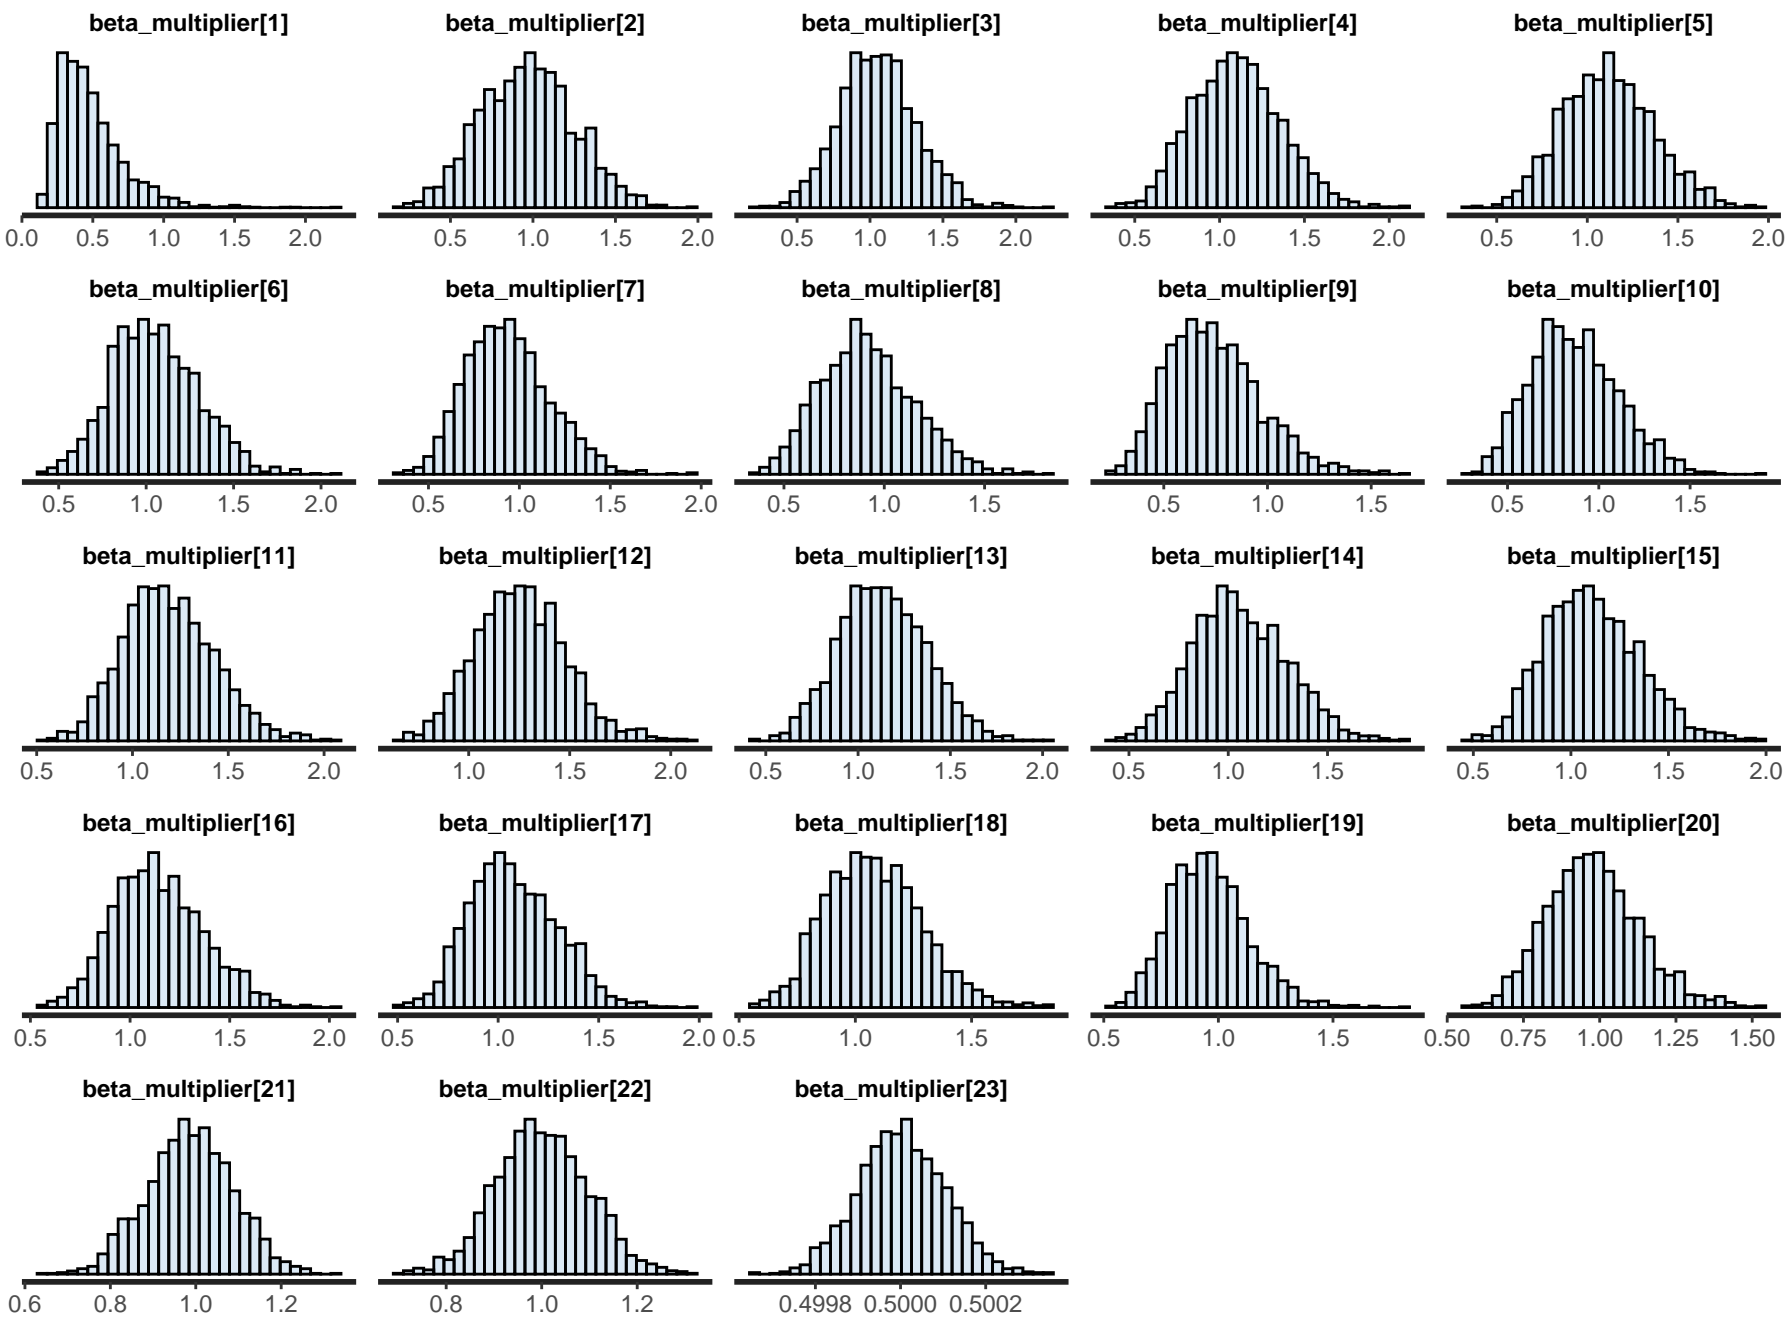 beta_multiplier[1] beta_multiplier[2] beta_multiplier[3] beta_multiplier[4] beta_multiplier[5]
0.0 0.5 1.0 1.5 2.0 0.5 1.0 1.5 2.0 0.5 1.0 1.5 2.0 0.5 1.0 1.5 2.0 0.5 1.0 1.5 2.0
beta_multiplier[6] beta_multiplier[7] beta_multiplier[8] beta_multiplier[9] beta_multiplier[10]
0.5 1.0 1.5 2.0 0.5 1.0 1.5 2.0 0.5 1.0 1.5 0.5 1.0 1.5 0.5 1.0 1.5
beta_multiplier[11] beta_multiplier[12] beta_multiplier[13] beta_multiplier[14] beta_multiplier[15]
0.5 1.0 1.5 2.0 1.0 1.5 2.0 0.5 1.0 1.5 2.0 0.5 1.0 1.5 0.5 1.0 1.5 2.0
beta_multiplier[16] beta_multiplier[17] beta_multiplier[18] beta_multiplier[19] beta_multiplier[20]
0.5 1.0 1.5 2.0 0.5 1.0 1.5 2.0 0.5 1.0 1.5 0.5 1.0 1.5 0.50 0.75 1.00 1.25 1.50
beta_multiplier[21] beta_multiplier[22] beta_multiplier[23]
0.6 0.8 1.0 1.2 0.8 1.0 1.2 0.4998 0.5000 0.5002